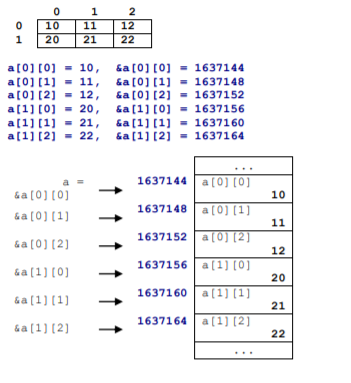 0 1 2
0 10 11 12
1 20 21 22
a[0][0] = 10, &a[0][0] = 1637144
a[0][1] = 11, &a[0][1] = 1637148
a[0][2] = 12, &a[0][2] = 1637152
a[1][0] = 20, &a[1][0] = 1637156
a[1][1] = 21, &a[1][1] = 1637160
a[1][2] = 22, &a[1][2] = 1637164
...
a = 1637144 a[0][0]
&a[0][0] 10
&a[0][1] 1637148 a[0][1]
11
&a[0][2] 1637152 a[0][2]
12
&a[1][0] 1637156 a[1][0]
20
&a[1][1] 1637160 a[1][1]
21
&a[1][2] 1637164 a[1][2]
22
...